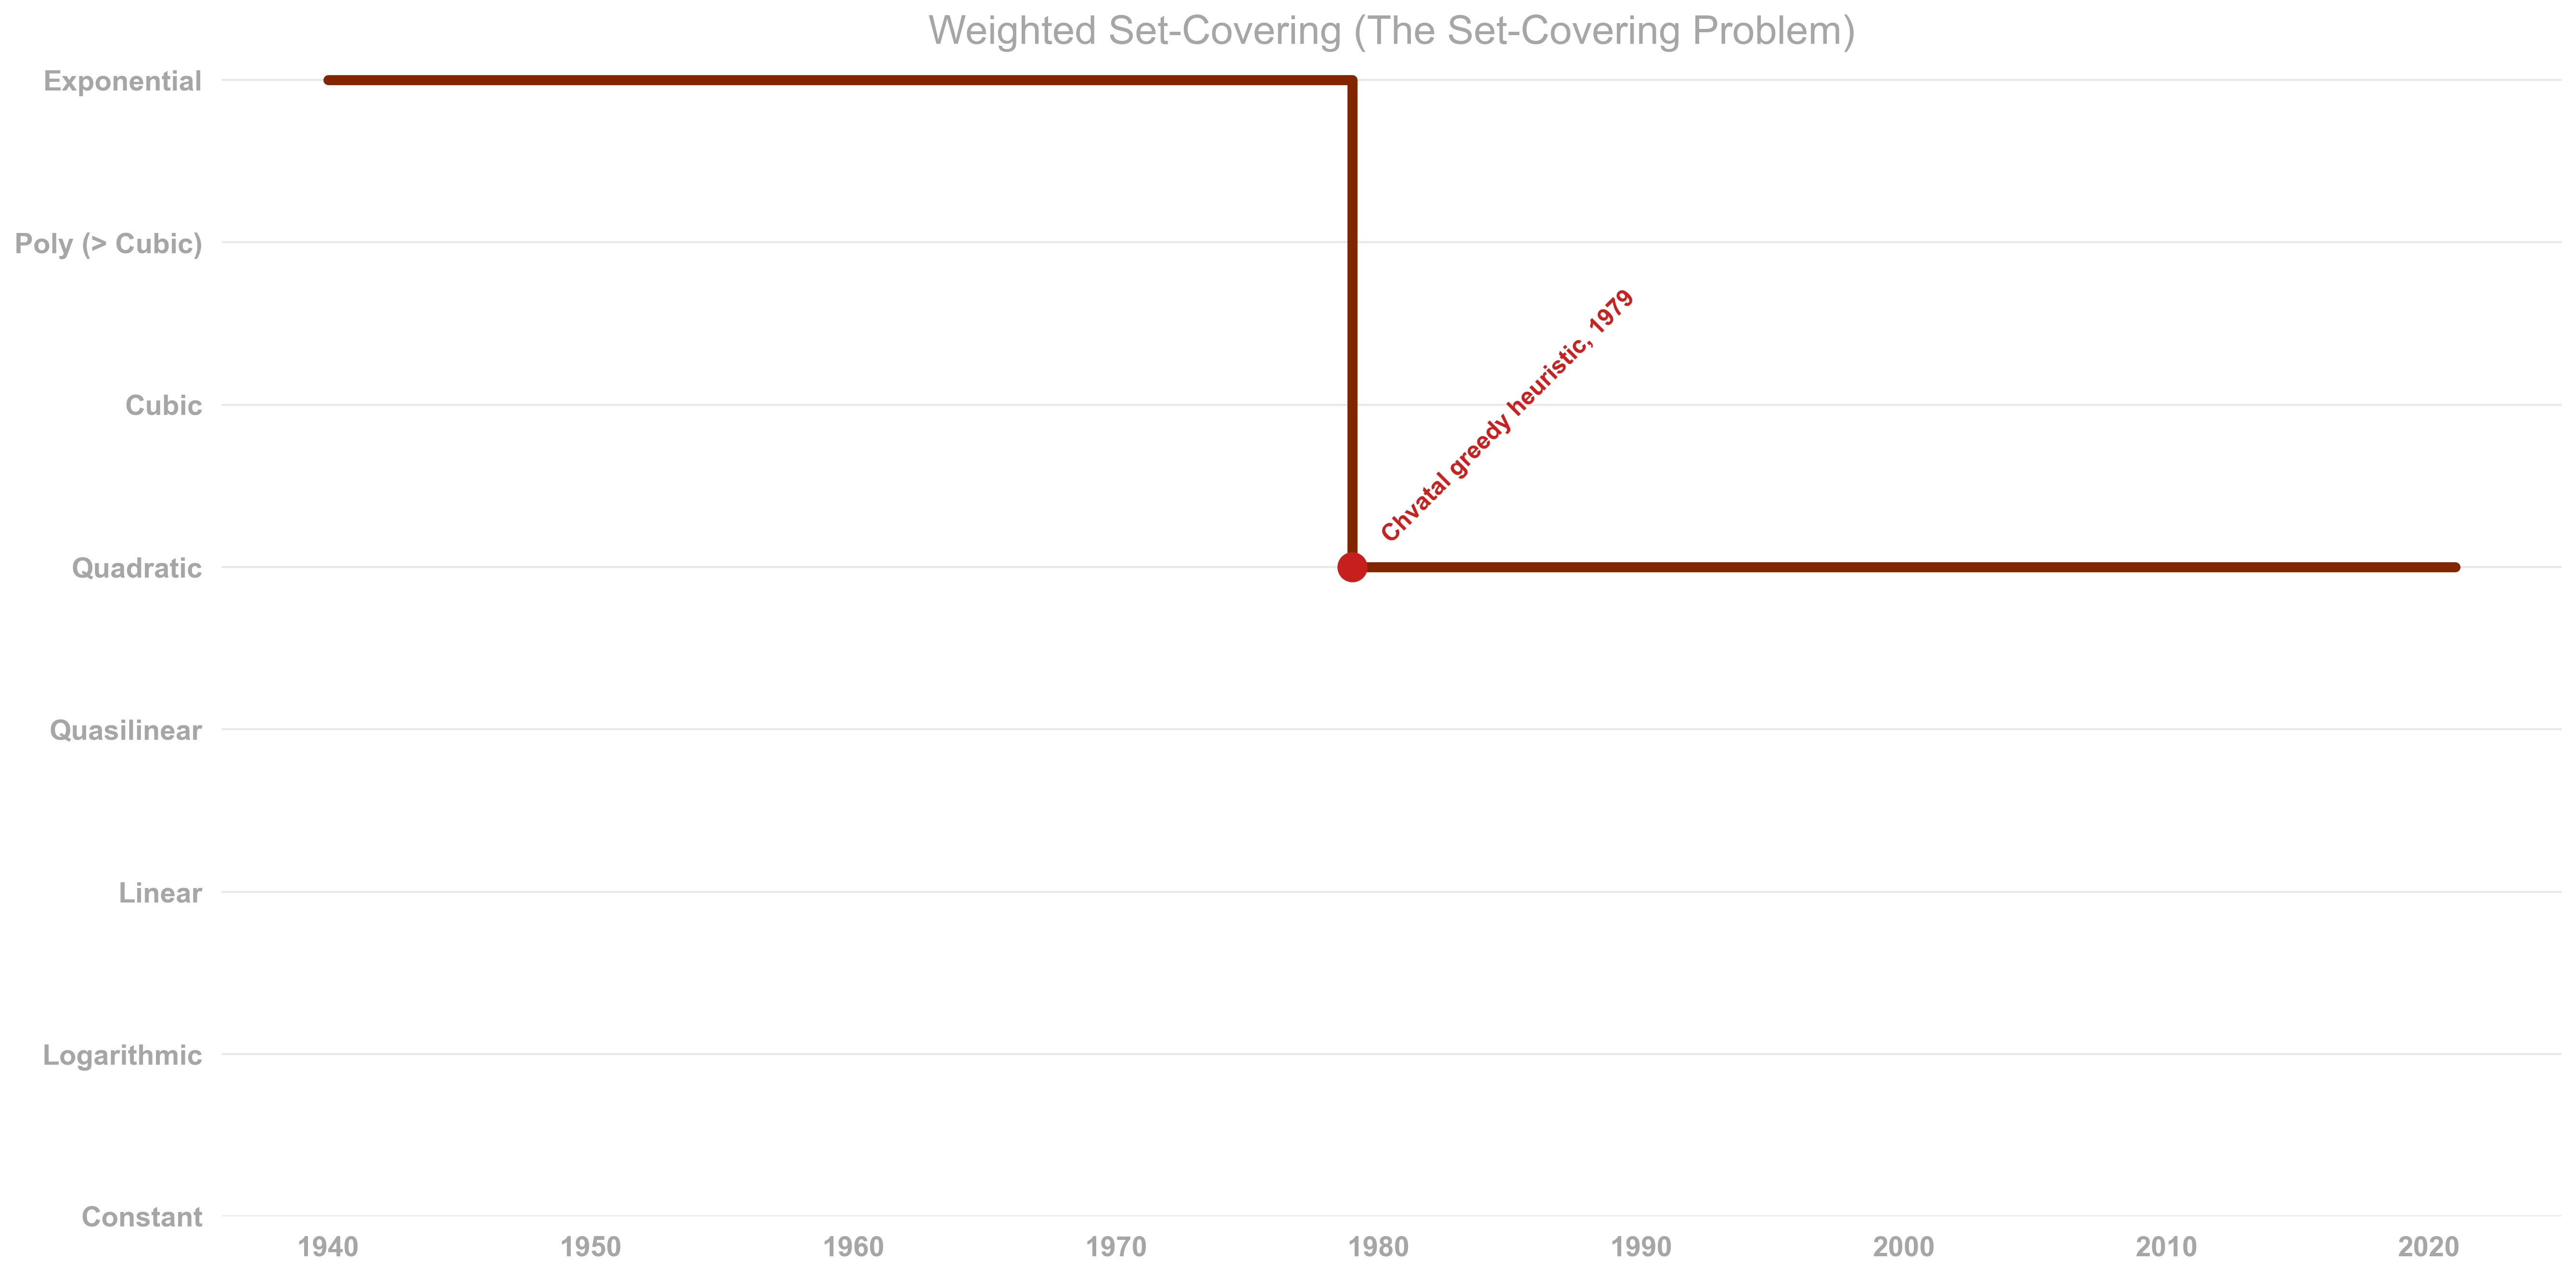 Weighted Set-Covering (The Set-Covering Problem)
Exponential
Poly (> Cubic)
Cubic
Quadratic
Quasilinear
Linear
Logarithmic
Constant
Chvatal greedy heuristic, 1979
1940 1950 1960 1970 1980 1990 2000 2010 2020